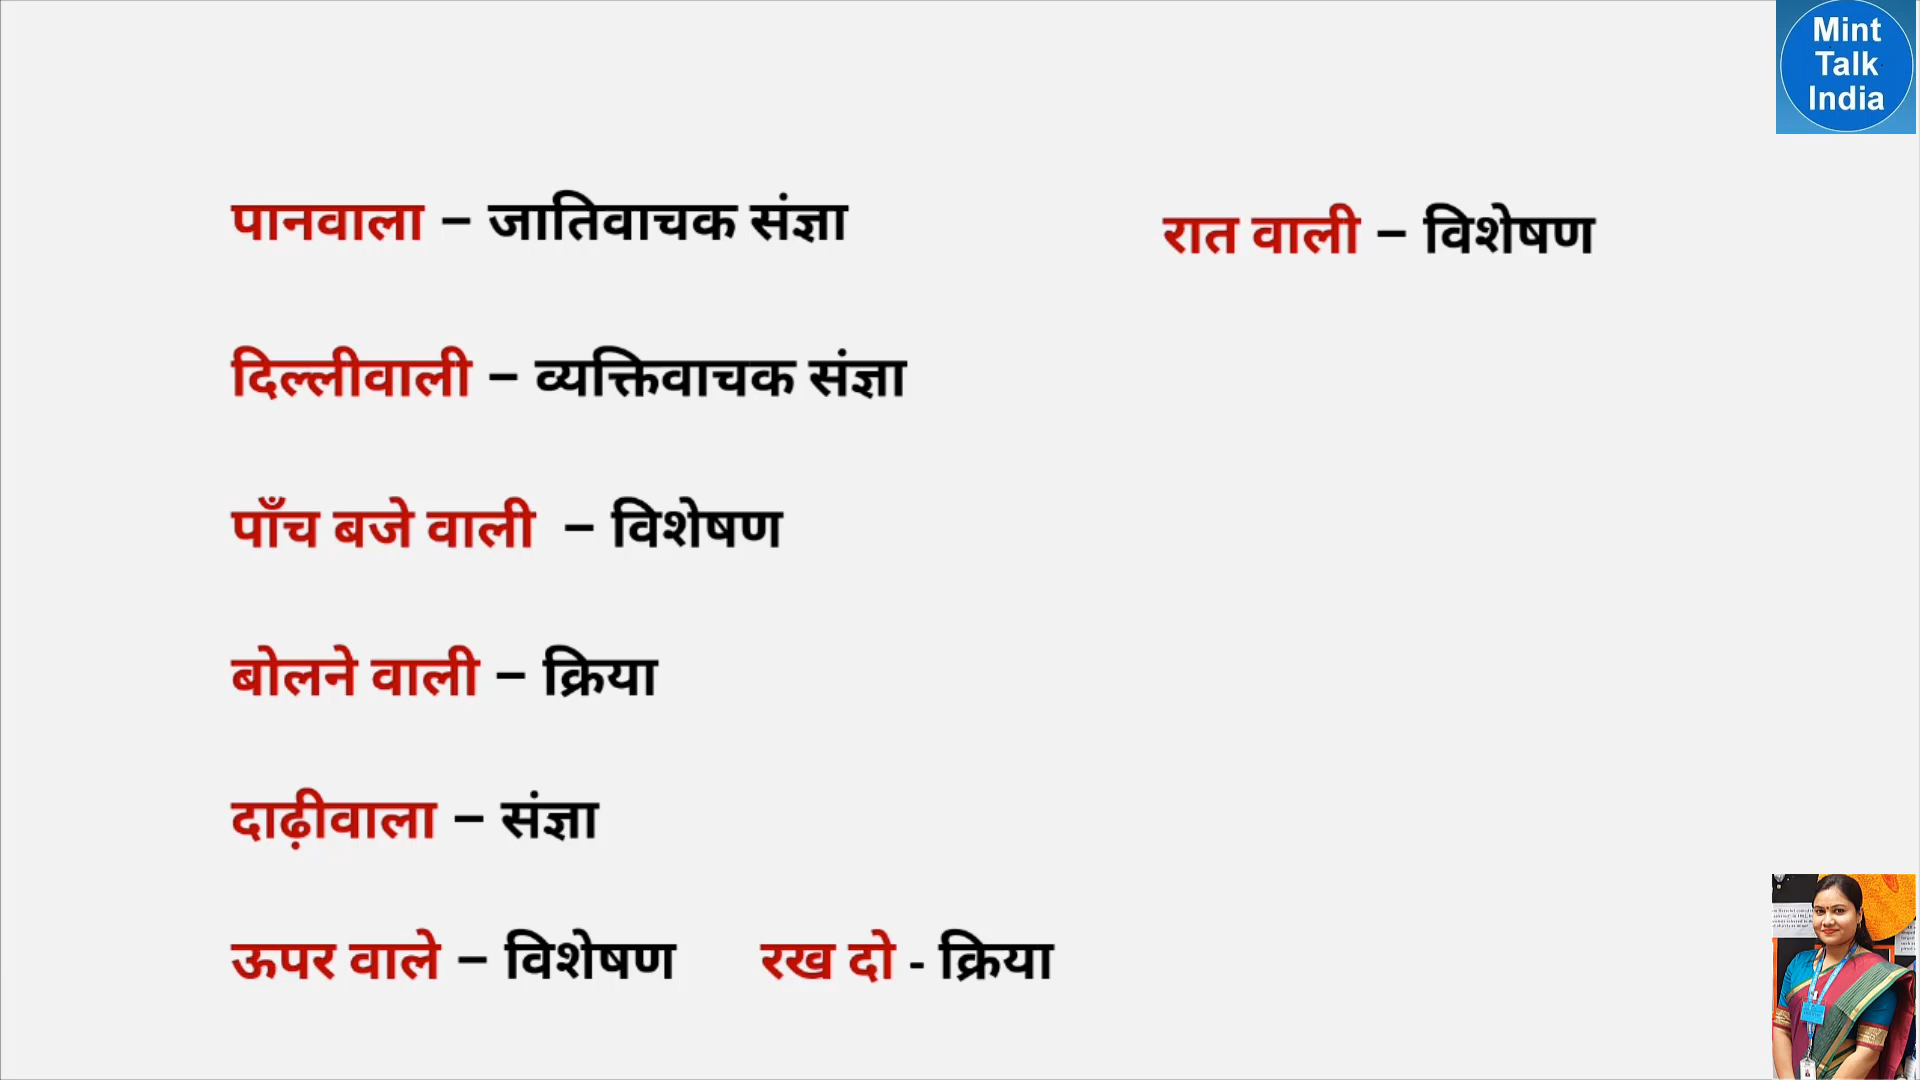 Mint
Talk
India
पानवाला – जातिवाचक संज्ञा
रात वाली – विशेषण
दिल्लीवाली – व्यक्तिवाचक संज्ञा
पाँच बजे वाली – विशेषण
बोलने वाली – क्रिया
दाढ़ीवाला – संज्ञा
ऊपर वाले – विशेषण रख दो - क्रिया